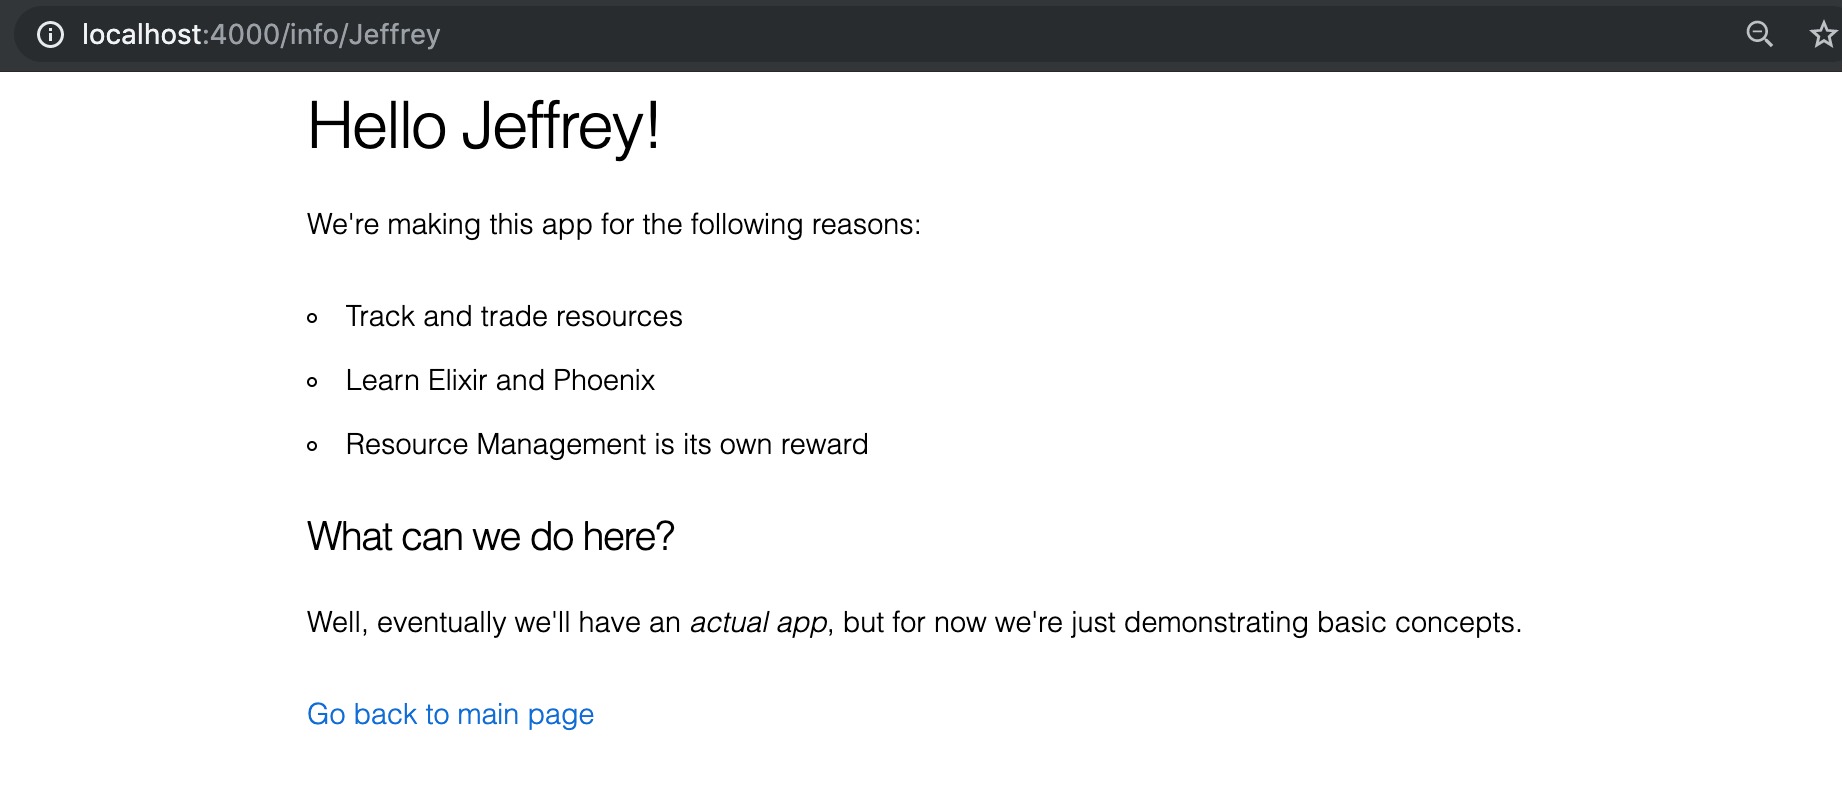 localhost:4000/info/Jeffrey
Hello Jeffrey!
We're making this app for the following reasons:
Track and trade resources
Learn Elixir and Phoenix
Resource Management is its own reward
What can we do here?
Well, eventually we'll have an actual app, but for now we're just demonstrating basic concepts.
Go back to main page